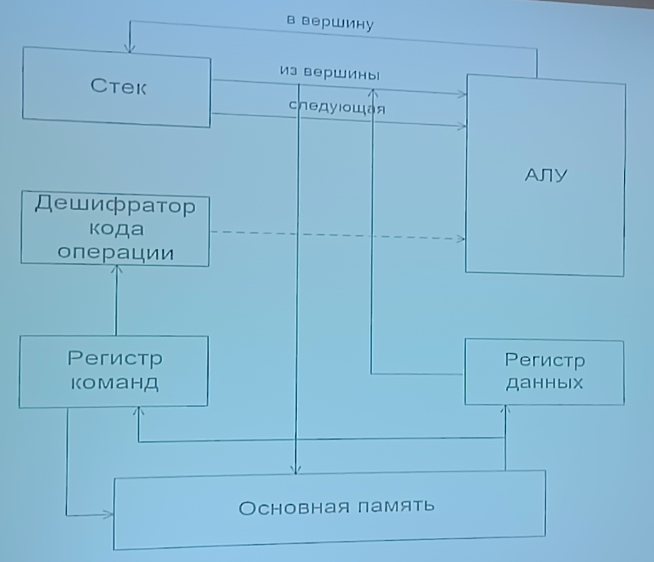 в вершину
из вершины
Стек
следующая
АЛУ
Дешифратор
кода
операции
Регистр
команд
Регистр
данных
Основная память